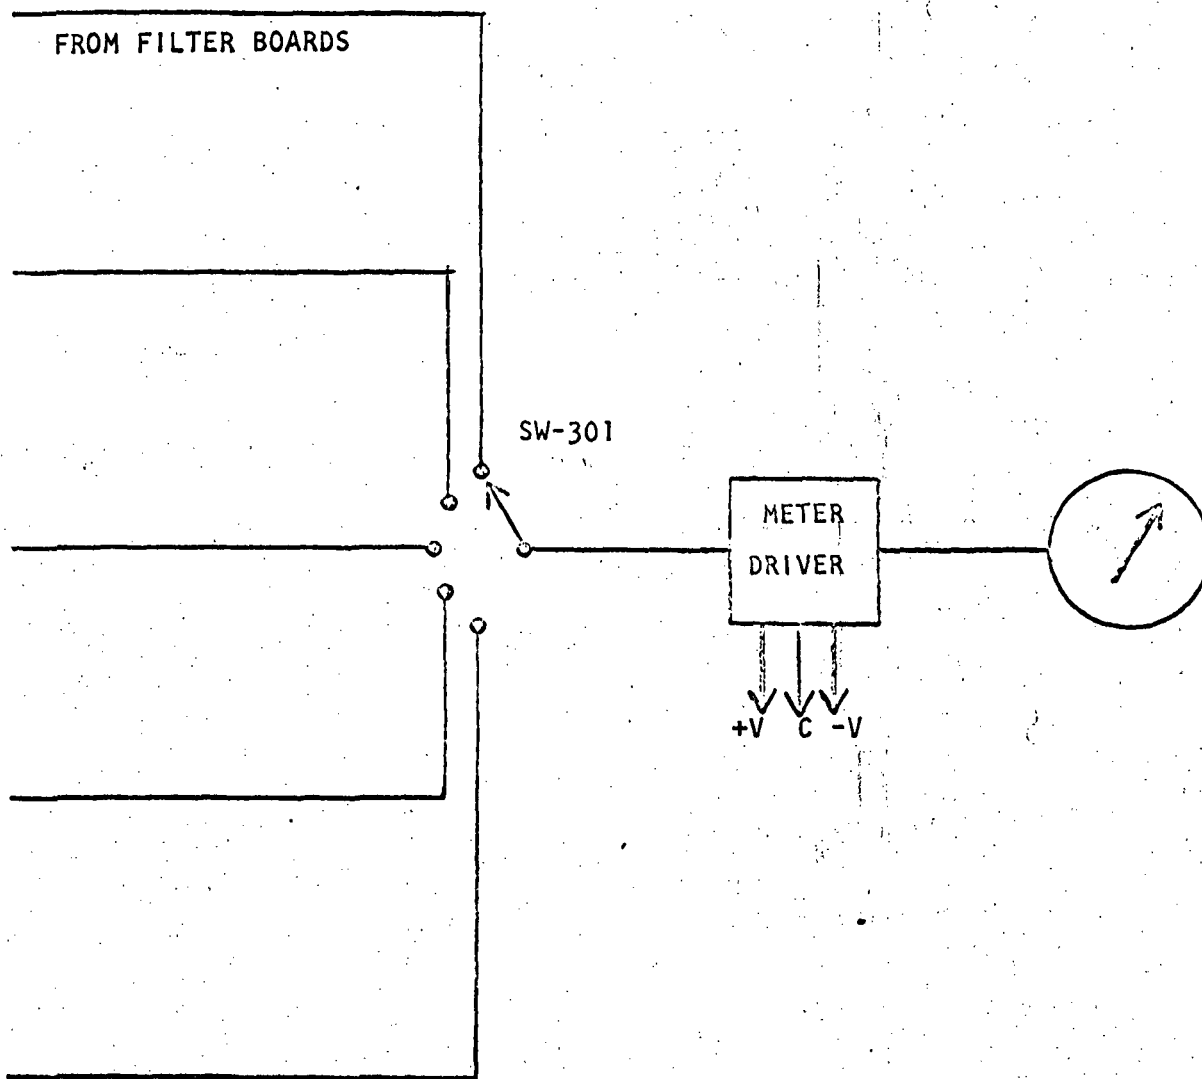 FROM FILTER BOARDS
SW-301
METER
DRIVER
+V C -V